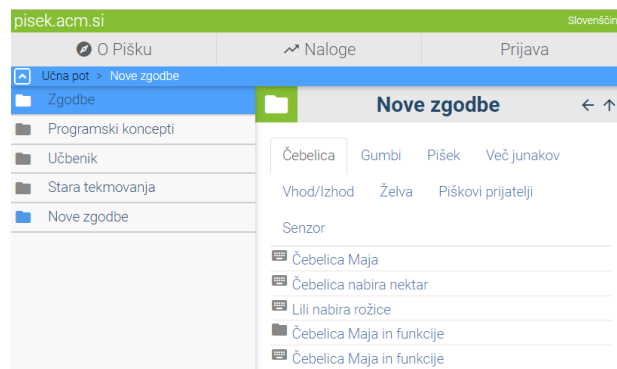 pisek.acm.si
Slovenščin
O Pišku
Naloge
Prijava
Učna pot > Nove zgodbe
Zgodbe
Programski koncepti
Učbenik
Stara tekmovanja
Nove zgodbe
Nove zgodbe
Čebelica Gumbi Pišek Več junakov
Vhod/Izhod Želva Piškovi prijatelji
Senzor
Čebelica Maja
Čebelica nabira nektar
Lili nabira rožice
Čebelica Maja in funkcije
Čebelica Maja in funkcije